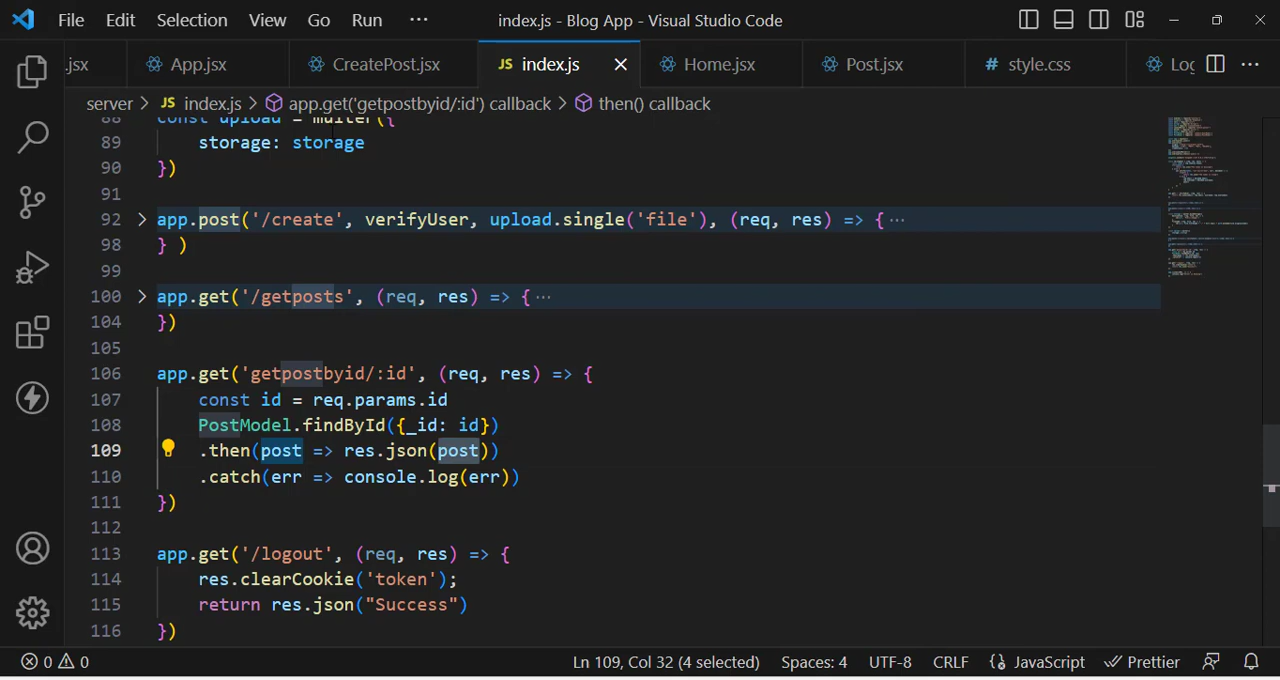 File Edit Selection View Go Run ··· index.js - Blog App - Visual Studio Code
.jsx App.jsx CreatePost.jsx JS index.js Home.jsx Post.jsx # style.css Log ···
server > JS index.js > app.get('getpostbyid/:id') callback > then() callback
88 const upload = multer({
89 storage: storage
90 })
91
92 app.post('/create', verifyUser, upload.single('file'), (req, res) => {···
98 } )
99
100 app.get('/getposts', (req, res) => {···
104 })
105
106 app.get('getpostbyid/:id', (req, res) => {
107 const id = req.params.id
108 PostModel.findById({_id: id})
109 .then(post => res.json(post))
110 .catch(err => console.log(err))
111 })
112
113 app.get('/logout', (req, res) => {
114 res.clearCookie('token');
115 return res.json("Success")
116 })
0 0 Ln 109, Col 32 (4 selected) Spaces: 4 UTF-8 CRLF {} JavaScript Prettier